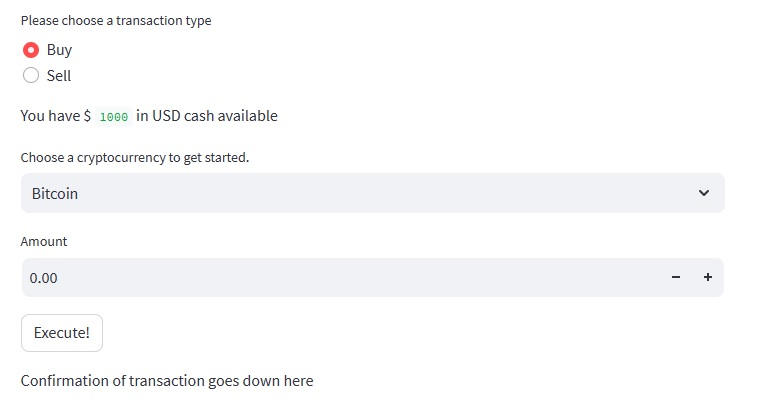 Please choose a transaction type
Buy
Sell
You have $ 1000 in USD cash available
Choose a cryptocurrency to get started.
Bitcoin
Amount
0.00
Execute!
Confirmation of transaction goes down here